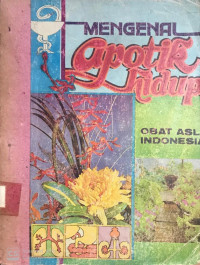 MENGENAL
apotik
hidup
OBAT ASLI
INDONESIA